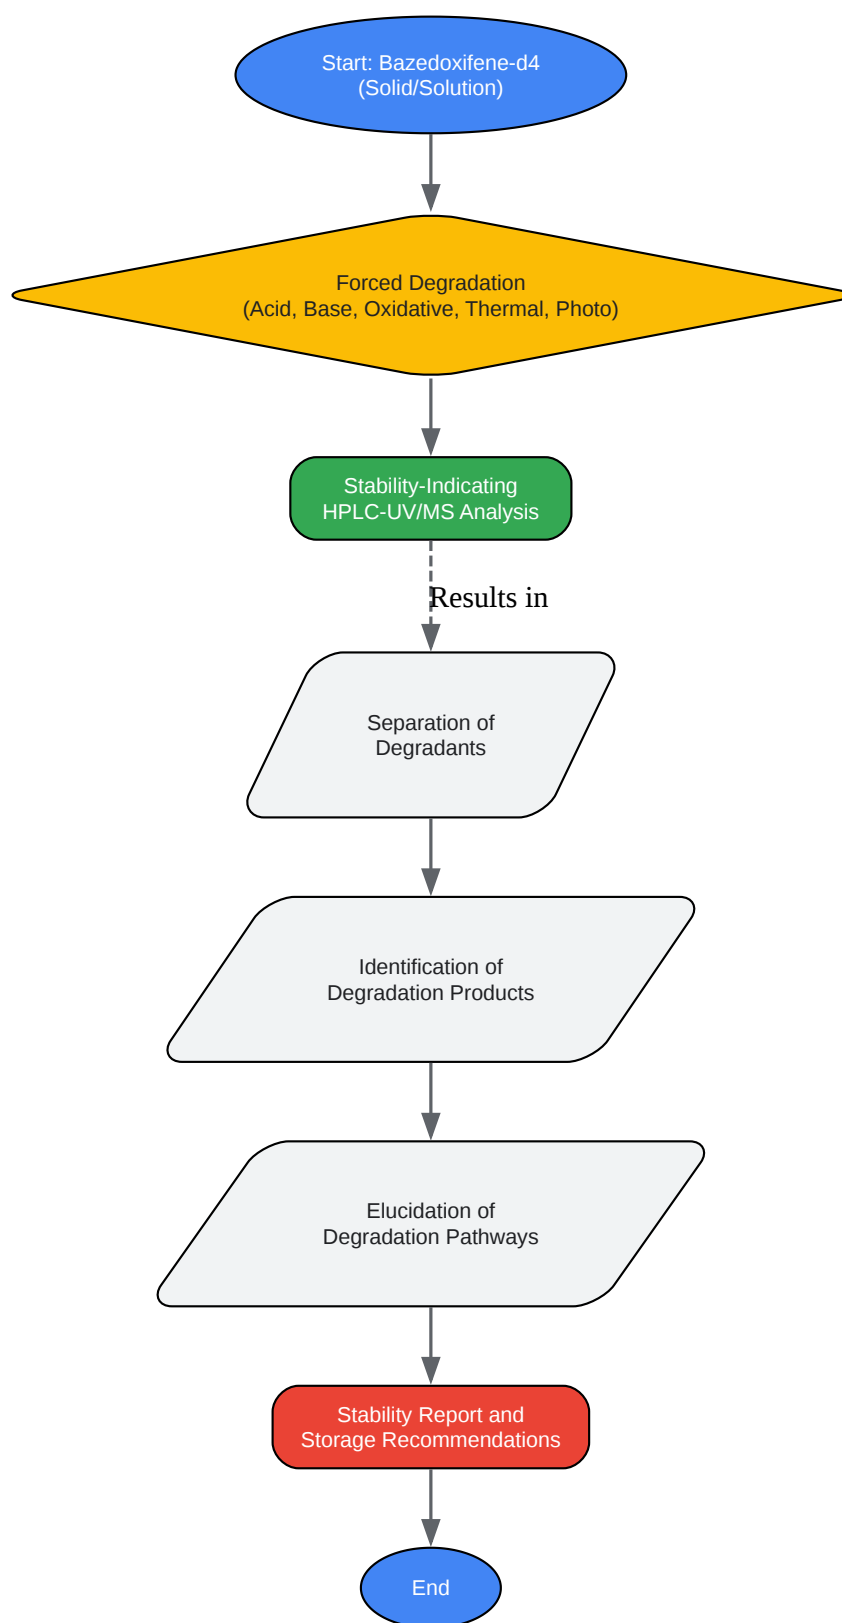 Start: Bazedoxifene-d4
(Solid/Solution)
Forced Degradation
(Acid, Base, Oxidative, Thermal, Photo)
Stability-Indicating
HPLC-UV/MS Analysis
Results in
Separation of
Degradants
Identification of
Degradation Products
Elucidation of
Degradation Pathways
Stability Report and
Storage Recommendations
End